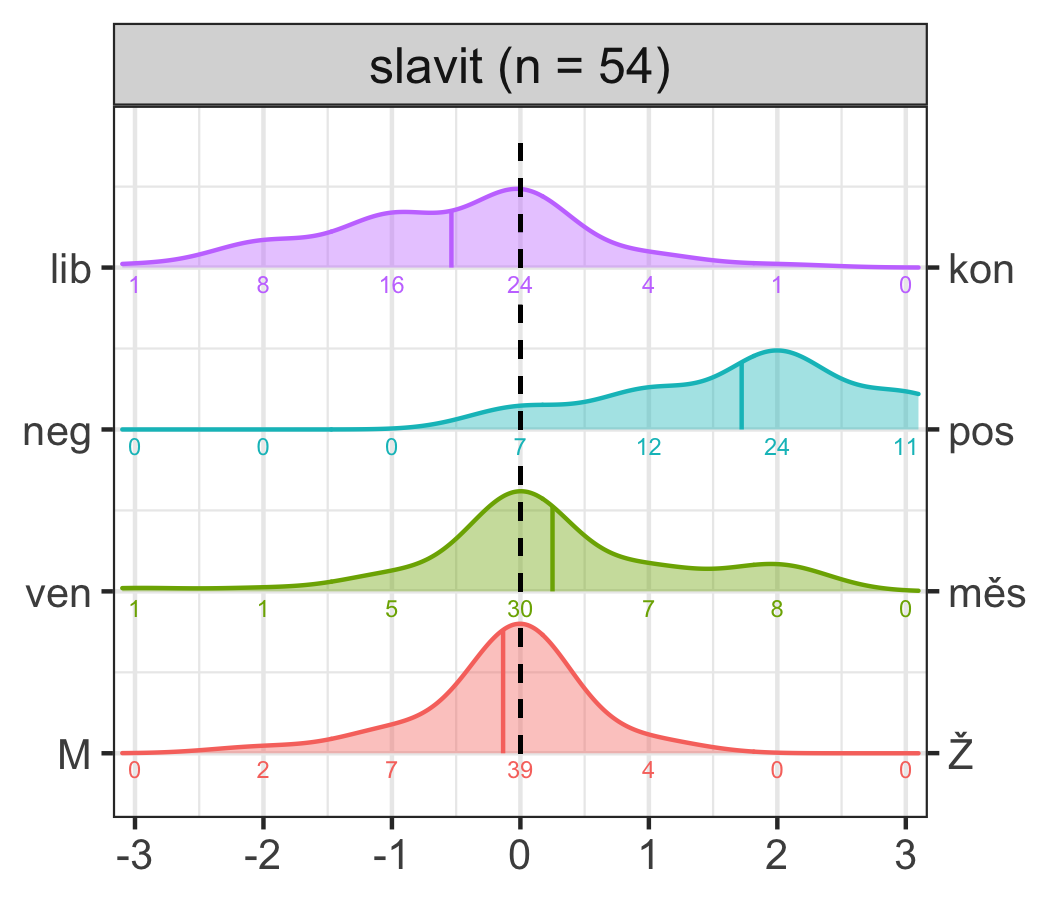 slavit (n = 54)
lib kon
1 8 16 24 4 1 0
neg pos
0 0 0 7 12 24 11
ven měs
1 1 5 30 7 8 0
M Ž
0 2 7 39 4 0 0
-3 -2 -1 0 1 2 3